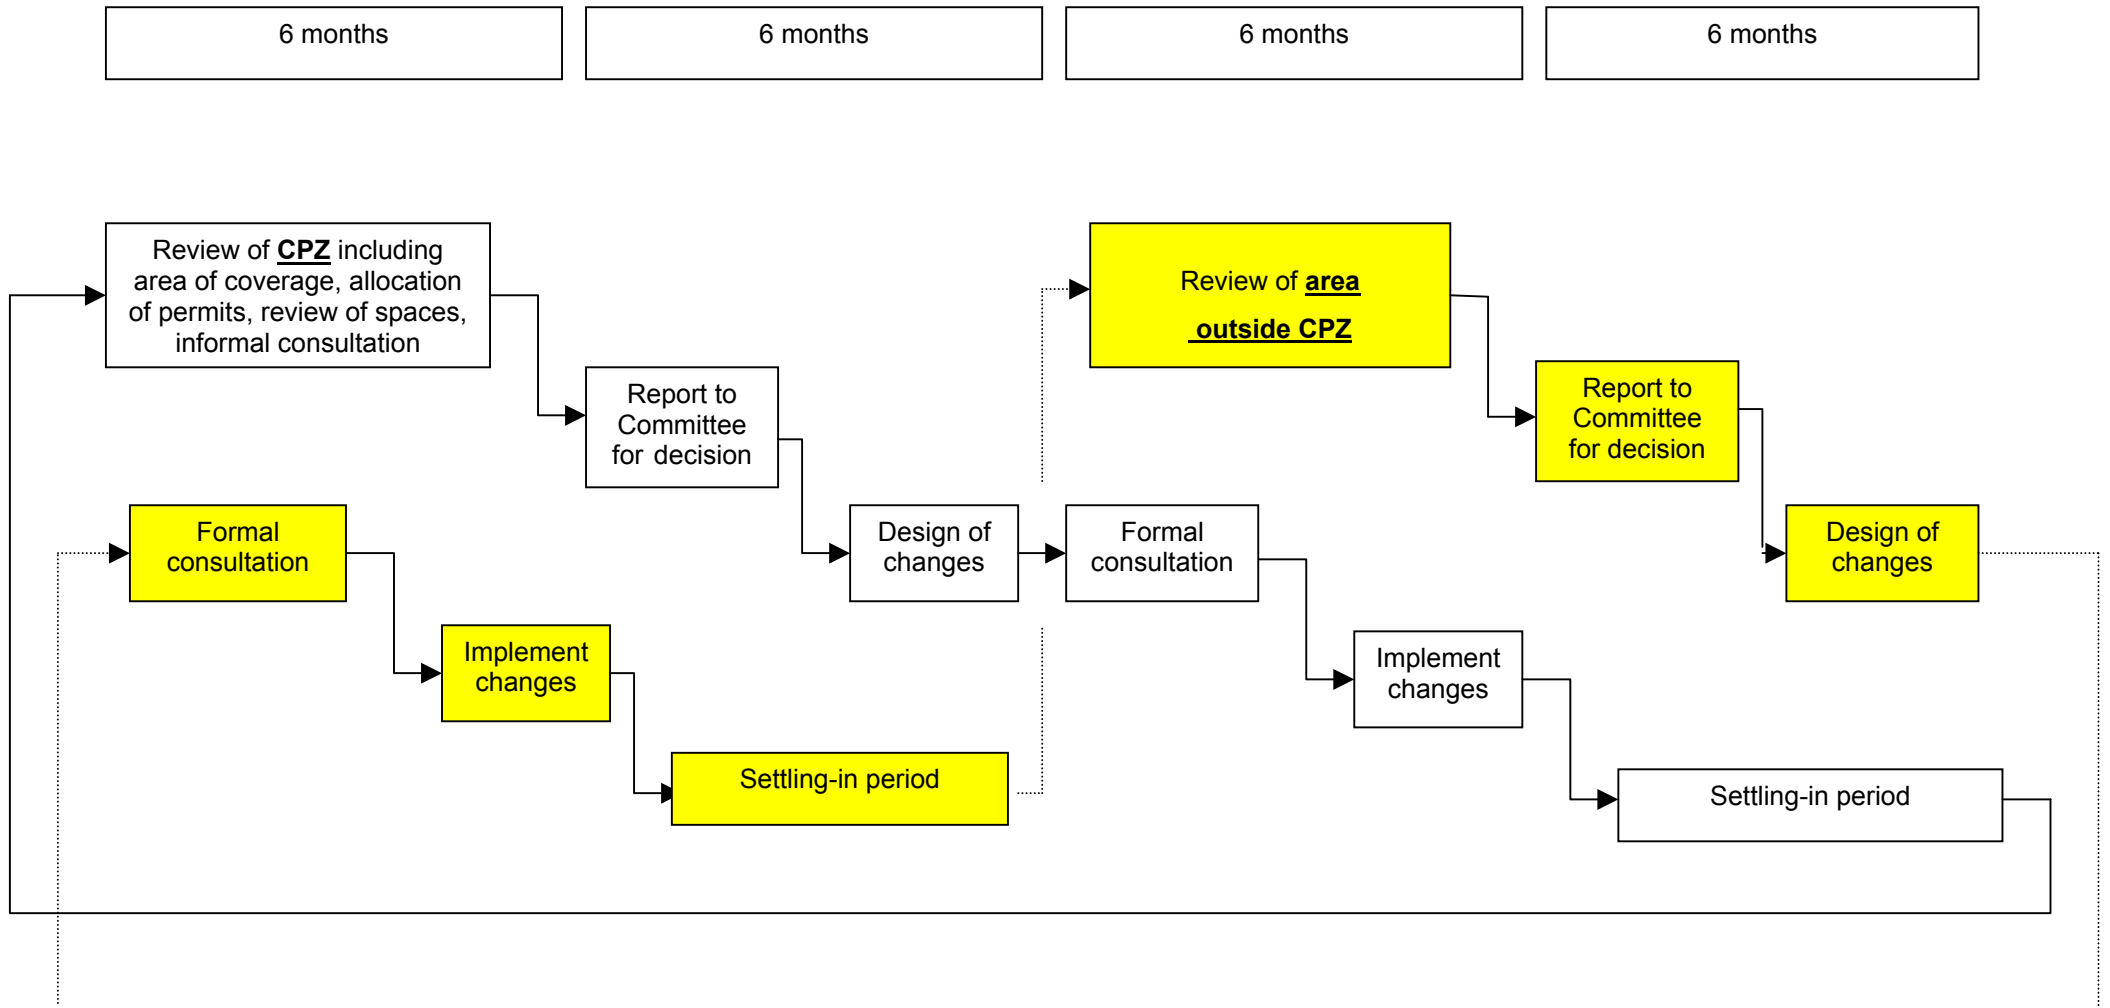 6 months
6 months
6 months
6 months
Review of CPZ including
area of coverage, allocation
of permits, review of spaces,
informal consultation
Review of area
outside CPZ
Report to
Committee
for decision
Report to
Committee
for decision
Formal
consultation
Design of
changes
Formal
consultation
Design of
changes
Implement
changes
Implement
changes
Settling-in period
Settling-in period